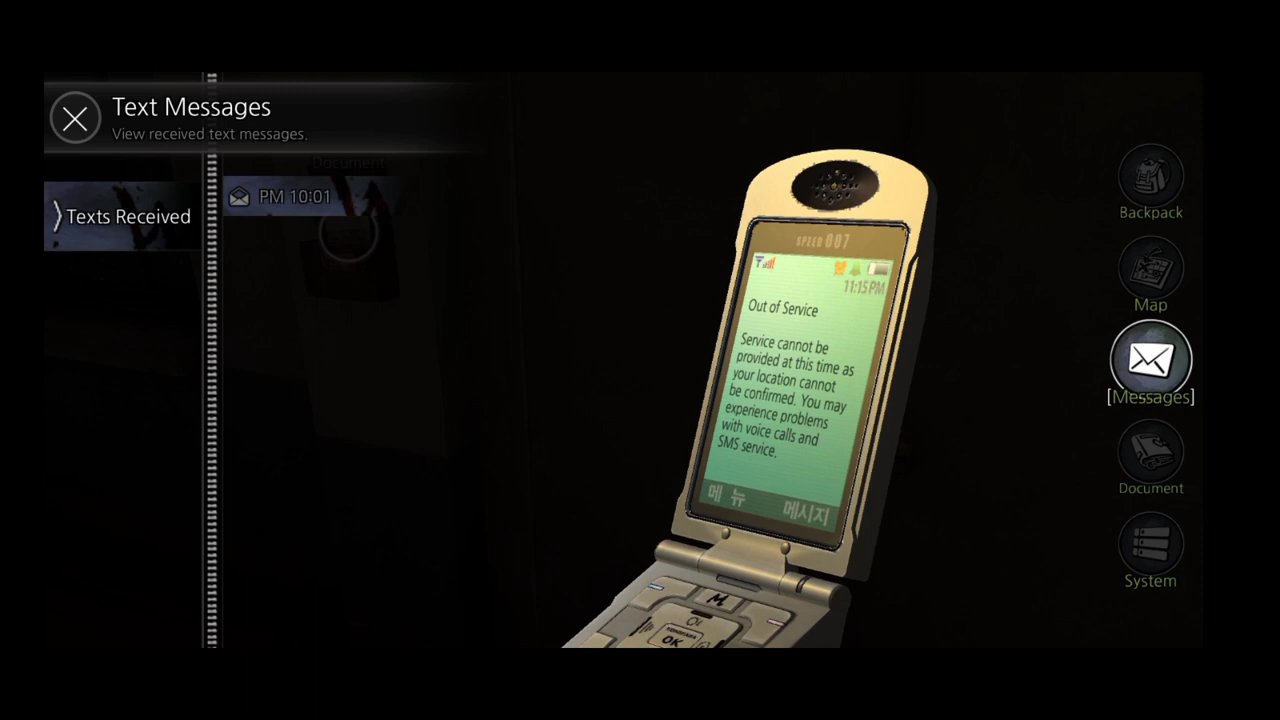 Text Messages
View received text messages.
Document
Texts Received
PM 10:01
SPEED 007
11:15 PM
Out of Service
Service cannot be
provided at this time as
your location cannot
be confirmed. You may
experience problems
with voice calls and
SMS service.
메 뉴
메시지
M
OK
Backpack
Map
[Messages]
Document
System